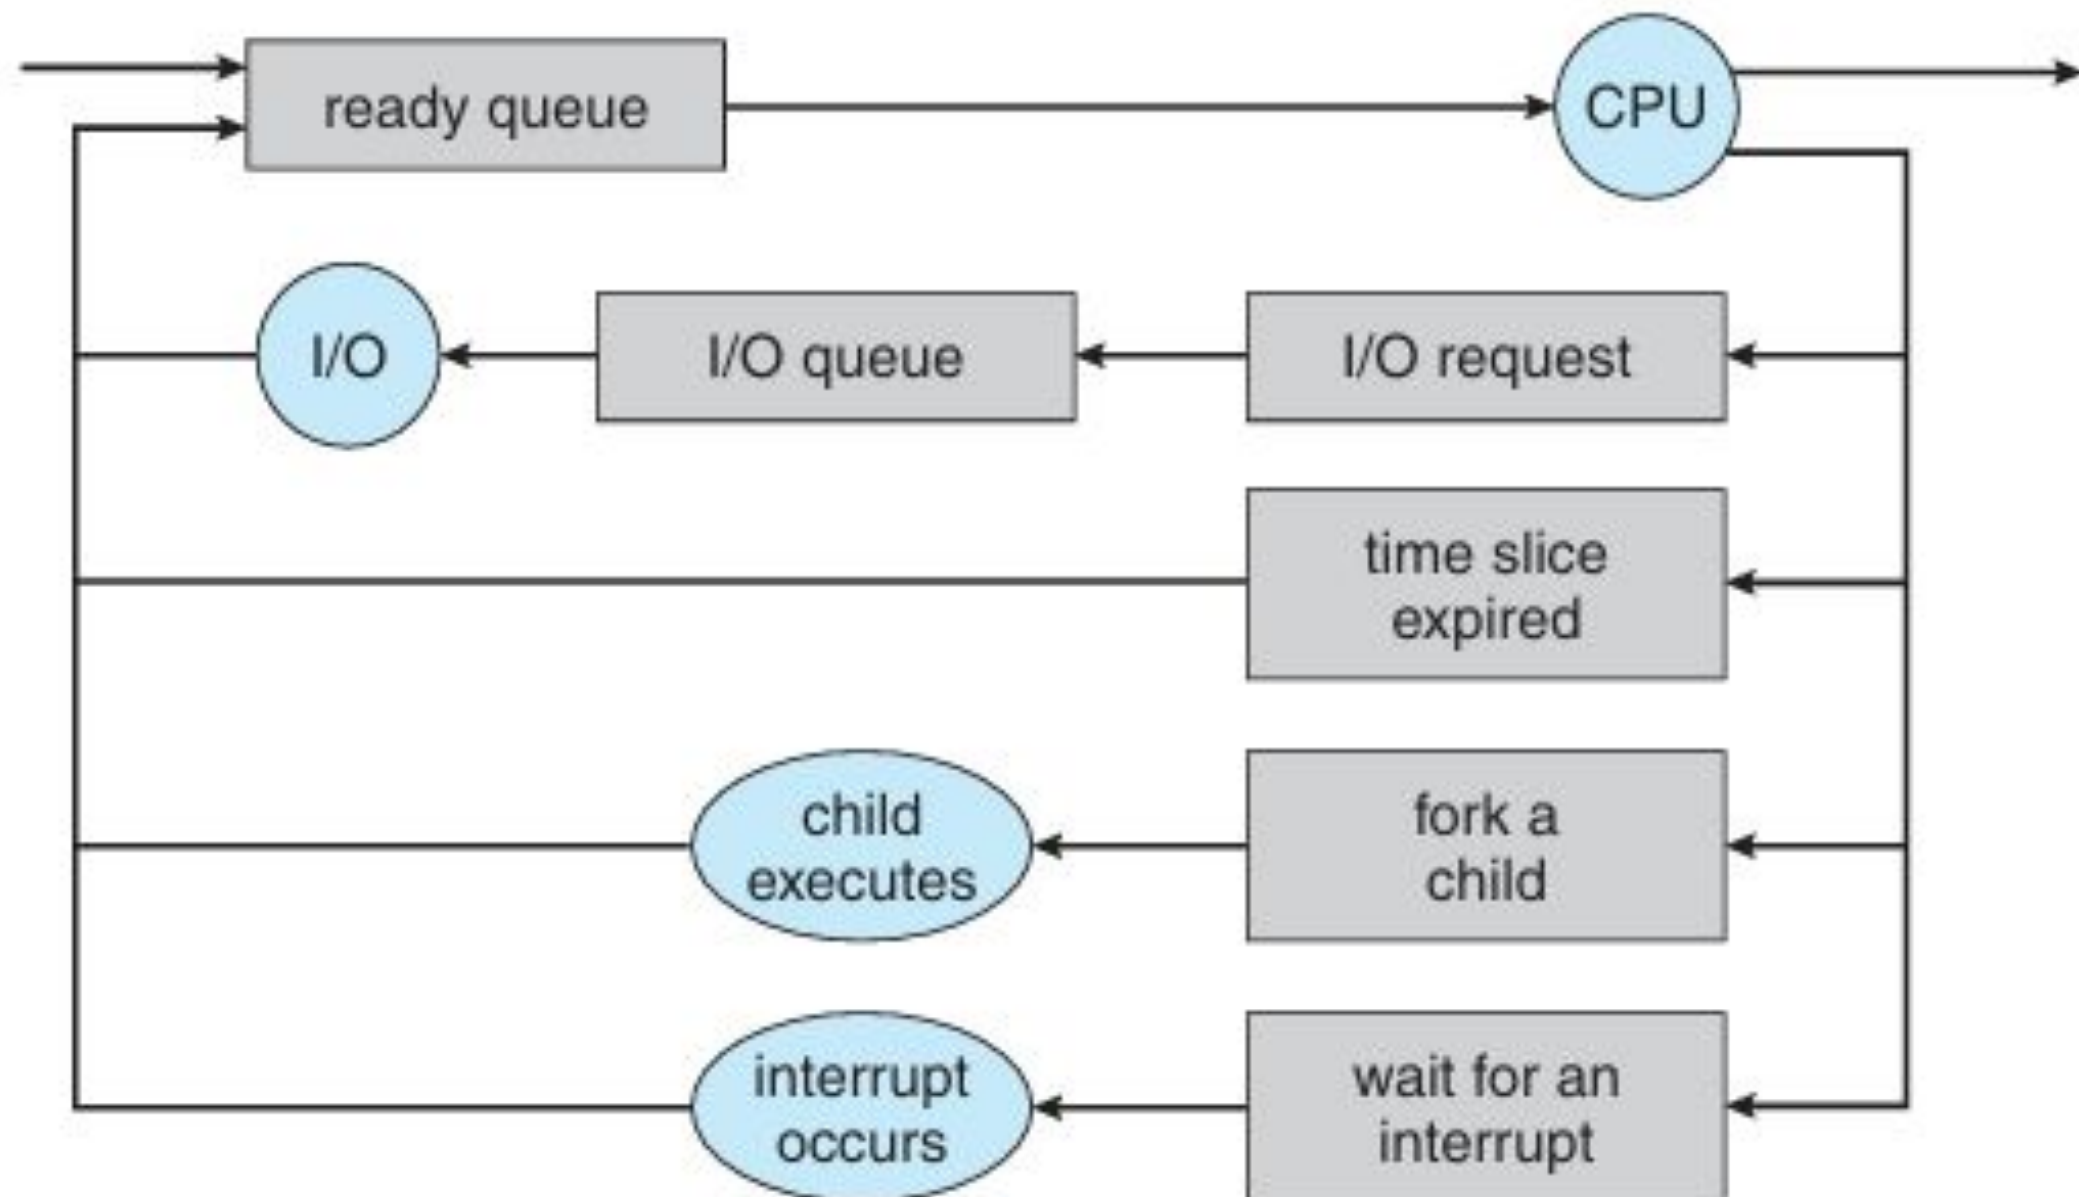 ready queue
CPU
I/O
I/O queue
I/O request
time slice
expired
child
executes
fork a
child
interrupt
occurs
wait for an
interrupt